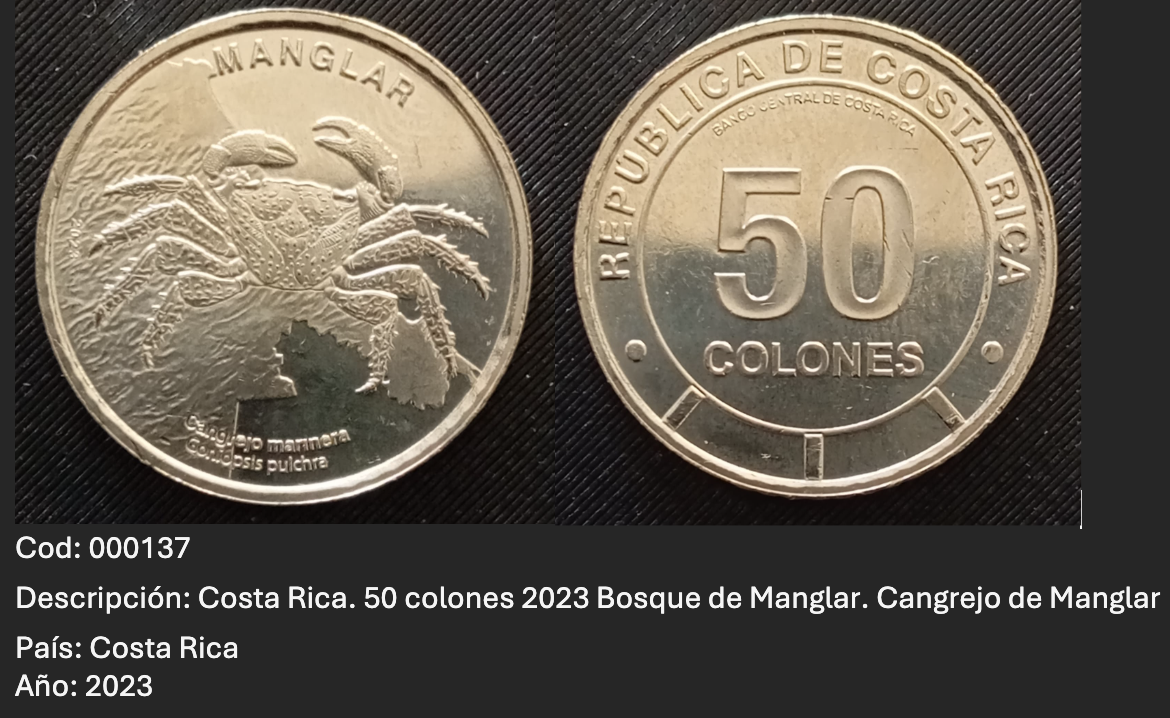 MANGLAR
Cangrejo marinera
Goniopsis pulchra
REPÚBLICA DE COSTA RICA
BANCO CENTRAL DE COSTA RICA
50
COLONES
Cod: 000137
Descripción: Costa Rica. 50 colones 2023 Bosque de Manglar. Cangrejo de Manglar
País: Costa Rica
Año: 2023